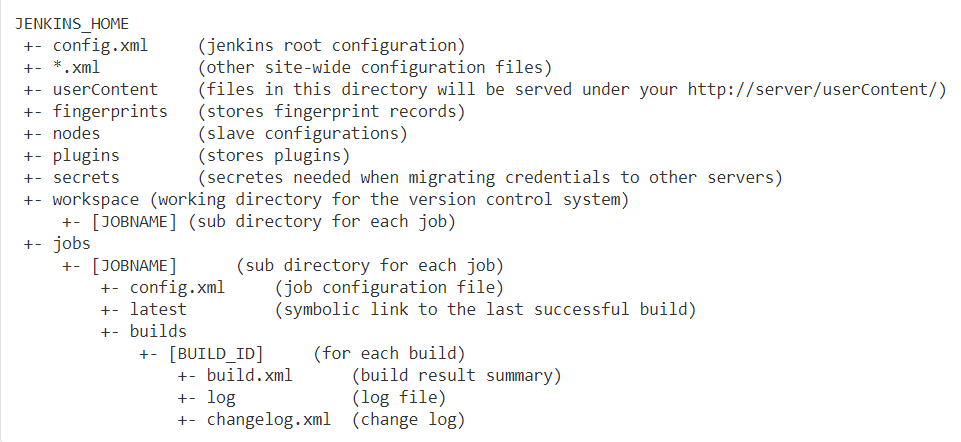 JENKINS_HOME
+- config.xml (jenkins root configuration)
+- *.xml (other site-wide configuration files)
+- userContent (files in this directory will be served under your http://server/userContent/)
+- fingerprints (stores fingerprint records)
+- nodes (slave configurations)
+- plugins (stores plugins)
+- secrets (secretes needed when migrating credentials to other servers)
+- workspace (working directory for the version control system)
+- [JOBNAME] (sub directory for each job)
+- jobs
+- [JOBNAME] (sub directory for each job)
+- config.xml (job configuration file)
+- latest (symbolic link to the last successful build)
+- builds
+- [BUILD_ID] (for each build)
+- build.xml (build result summary)
+- log (log file)
+- changelog.xml (change log)